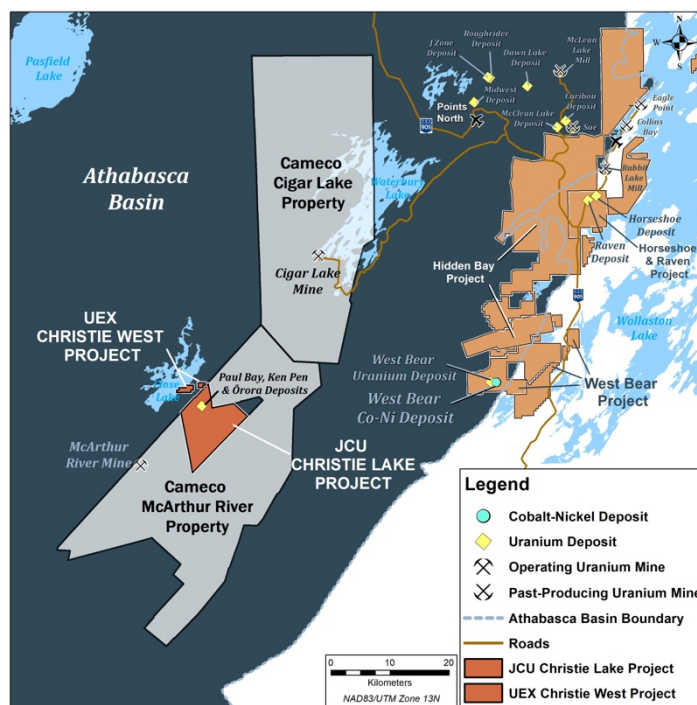 Pasfield
Lake
J Zone
Deposit
Roughrider
Deposit
Dawn Lake
Deposit
McLean
Lake
Mill
N
W
E
S
Midwest
Deposit
Points
North
905
McClean Lake
Deposit
Caribou
Deposit
Sue
Eagle
Point
Collins
Bay
Rabbit
Lake
Mill
Athabasca
Basin
Cameco
Cigar Lake
Property
Waterbury
Lake
Cigar Lake
Mine
Horseshoe
Deposit
Raven
Deposit
Horseshoe
& Raven
Project
Hidden Bay
Project
905
Wollaston
Lake
UEX
CHRISTIE WEST
PROJECT
Lake
Paul Bay, Ken Pen
& Örora Deposits
West Bear
Uranium Deposit
West Bear
Co-Ni Deposit
West Bear
Project
McArthur
River Mine
JCU
CHRISTIE LAKE
PROJECT
Cameco
McArthur River
Property
Legend
Cobalt-Nickel Deposit
Uranium Deposit
Operating Uranium Mine
Past-Producing Uranium Mine
Athabasca Basin Boundary
Roads
JCU Christie Lake Project
UEX Christie West Project
0 10 20
Kilometers
NAD83/UTM Zone 13N